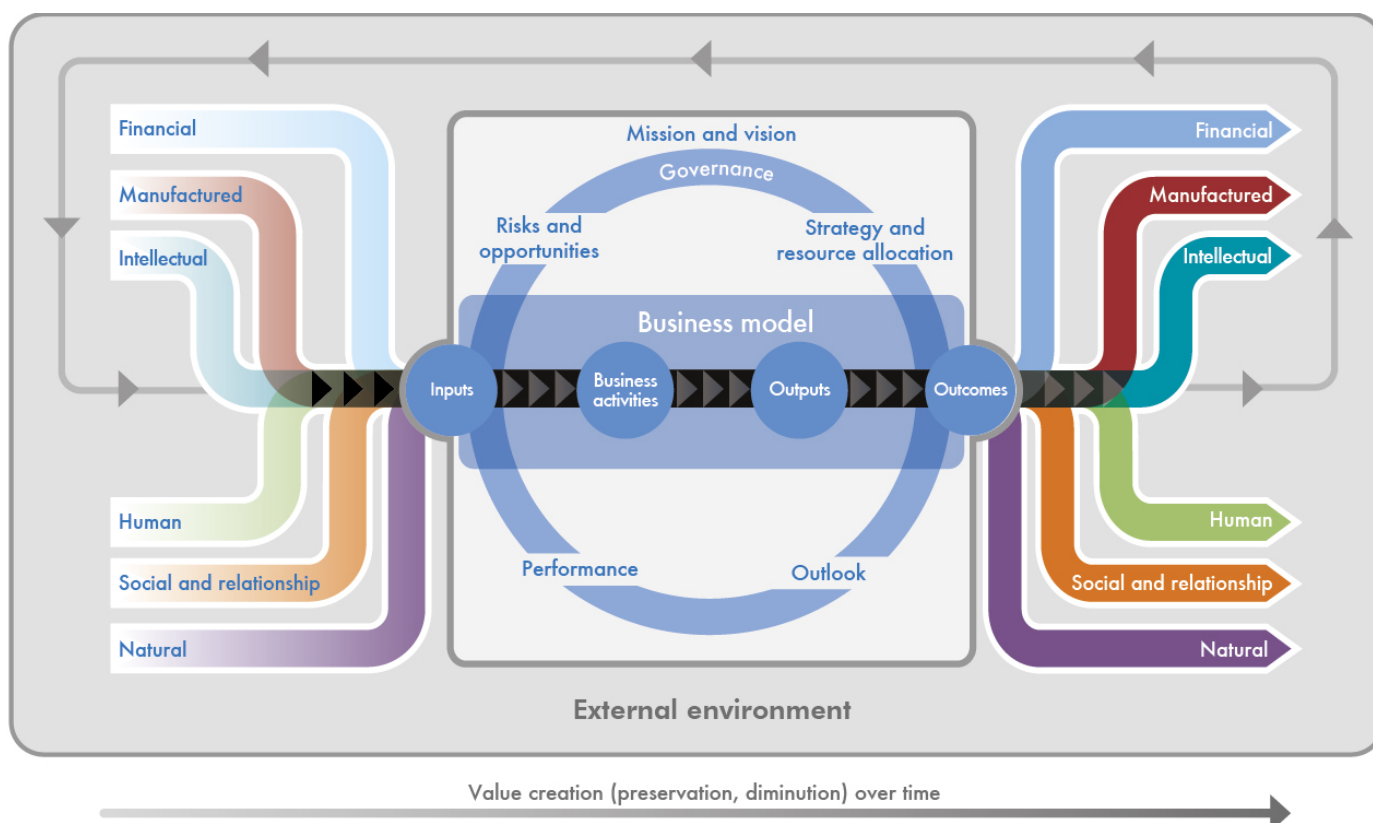 Financial
Manufactured
Intellectual
Human
Social and relationship
Natural
Mission and vision
Governance
Risks and
opportunities
Strategy and
resource allocation
Business model
Inputs
Business
activities
Outputs
Outcomes
Performance
Outlook
Financial
Manufactured
Intellectual
Human
Social and relationship
Natural
External environment
Value creation (preservation, diminution) over time